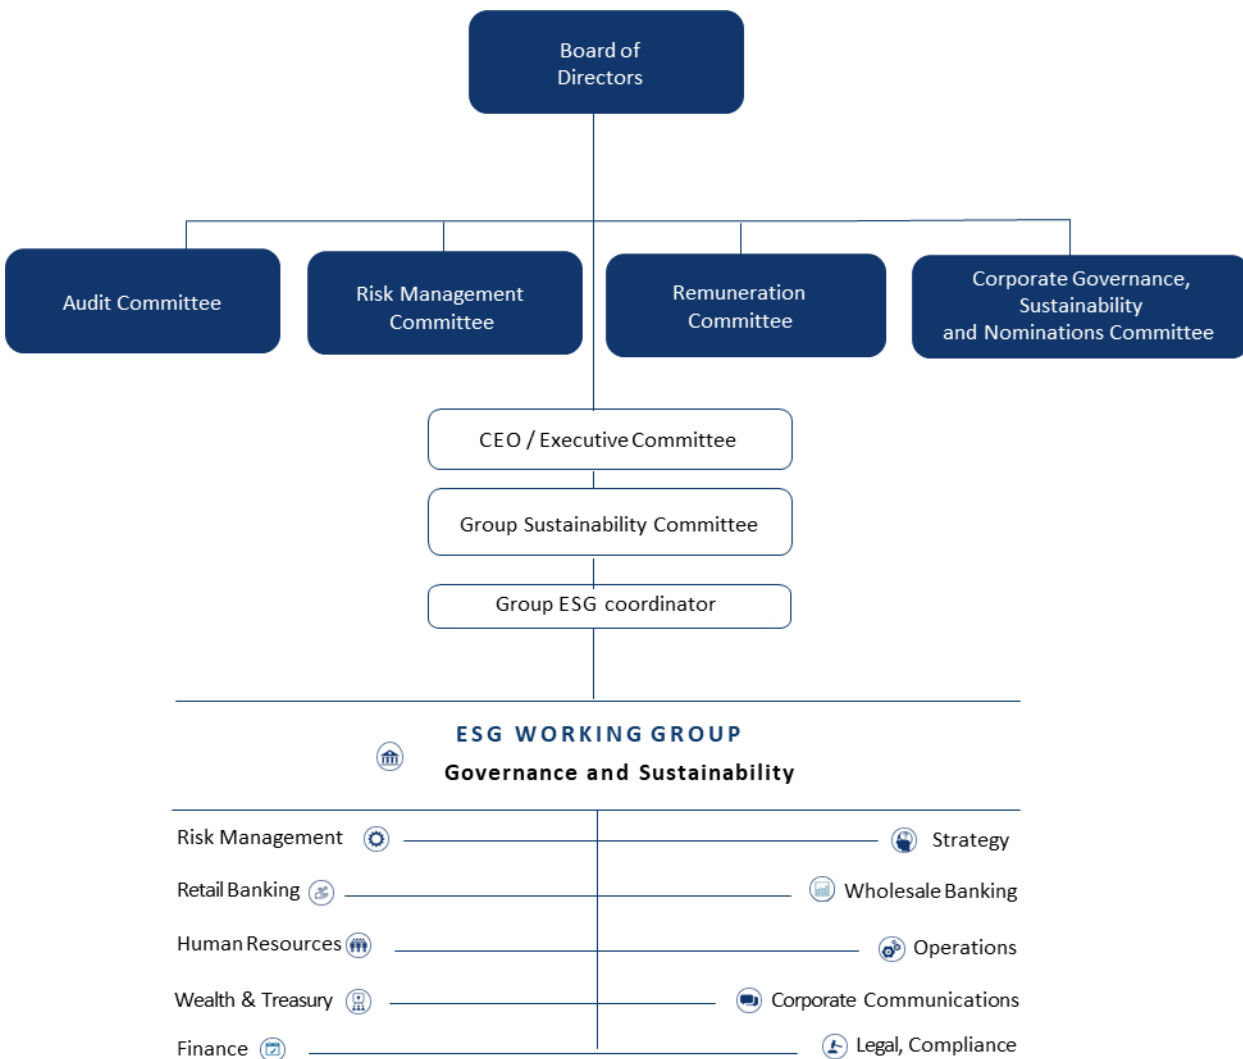 Board of
Directors
Audit Committee
Risk Management
Committee
Remuneration
Committee
Corporate Governance,
Sustainability
and Nominations Committee
CEO / Executive Committee
Group Sustainability Committee
Group ESG coordinator
ESG WORKING GROUP
Governance and Sustainability
Risk Management
Strategy
Retail Banking
Wholesale Banking
Human Resources
Operations
Wealth & Treasury
Corporate Communications
Finance
Legal, Compliance